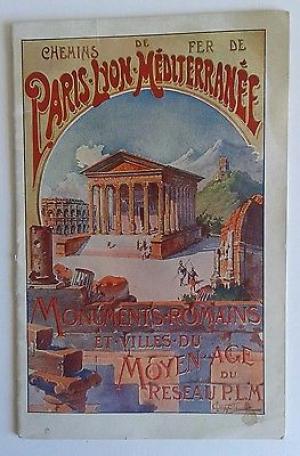 CHEMINS DE FER DE
PARIS-LYON-MÉDITERRANÉE
MONUMENTS-ROMAINS
ET-VILLES-DU
MOYEN-AGE
DU
RESEAU P.L.M